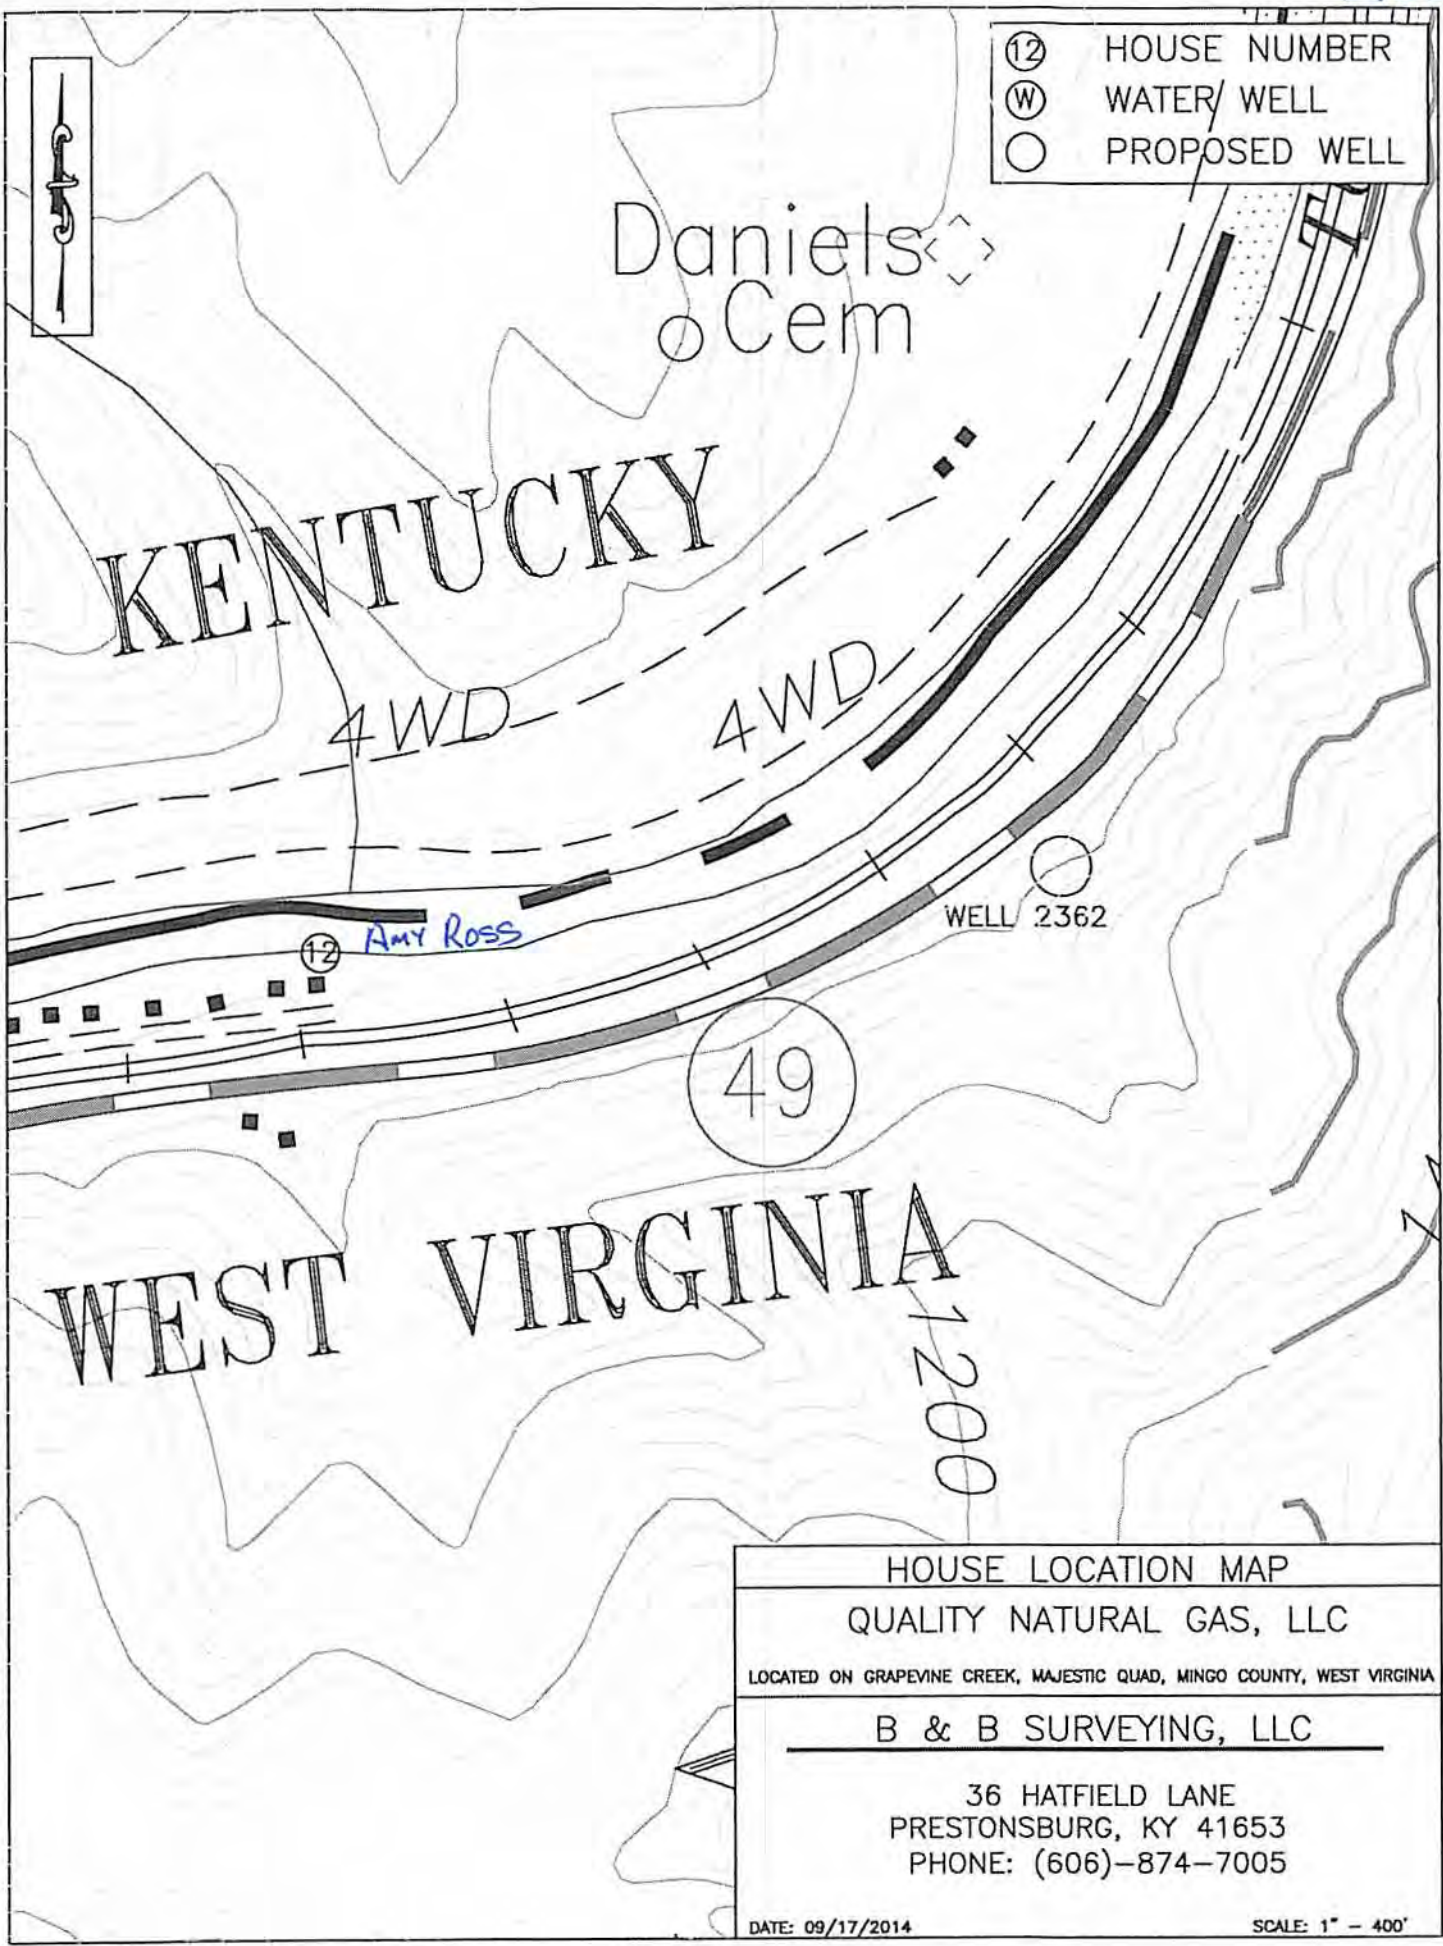 12 HOUSE NUMBER
W WATER WELL
PROPOSED WELL
Daniels
Cem
KENTUCKY
4WD
4WD
WELL 2362
12
Amy Ross
49
WEST VIRGINIA
1200
HOUSE LOCATION MAP
QUALITY NATURAL GAS, LLC
LOCATED ON GRAPEVINE CREEK, MAJESTIC QUAD, MINGO COUNTY, WEST VIRGINIA
B & B SURVEYING, LLC
36 HATFIELD LANE
PRESTONSBURG, KY 41653
PHONE: (606)-874-7005
DATE: 09/17/2014
SCALE: 1" - 400'